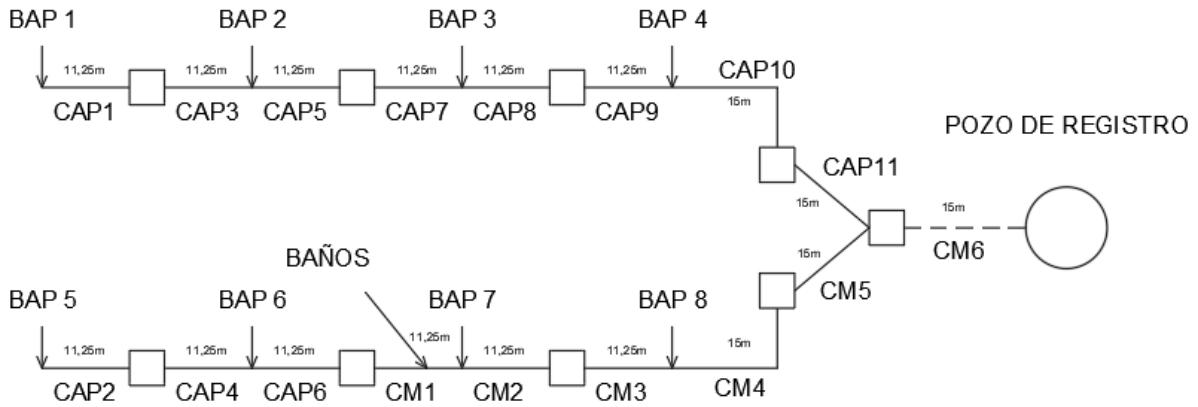 BAP 1 BAP 2 BAP 3 BAP 4
11,25m 11,25m 11,25m 11,25m 11,25m 11,25m CAP10
CAP1 CAP3 CAP5 CAP7 CAP8 CAP9 15m
POZO DE REGISTRO
CAP11
15m
15m
CM6
BAÑOS
15m
CM5
BAP 5 BAP 6 BAP 7 BAP 8
11,25m 11,25m 11,25m 11,25m 11,25m 11,25m 15m
CAP2 CAP4 CAP6 CM1 CM2 CM3 CM4